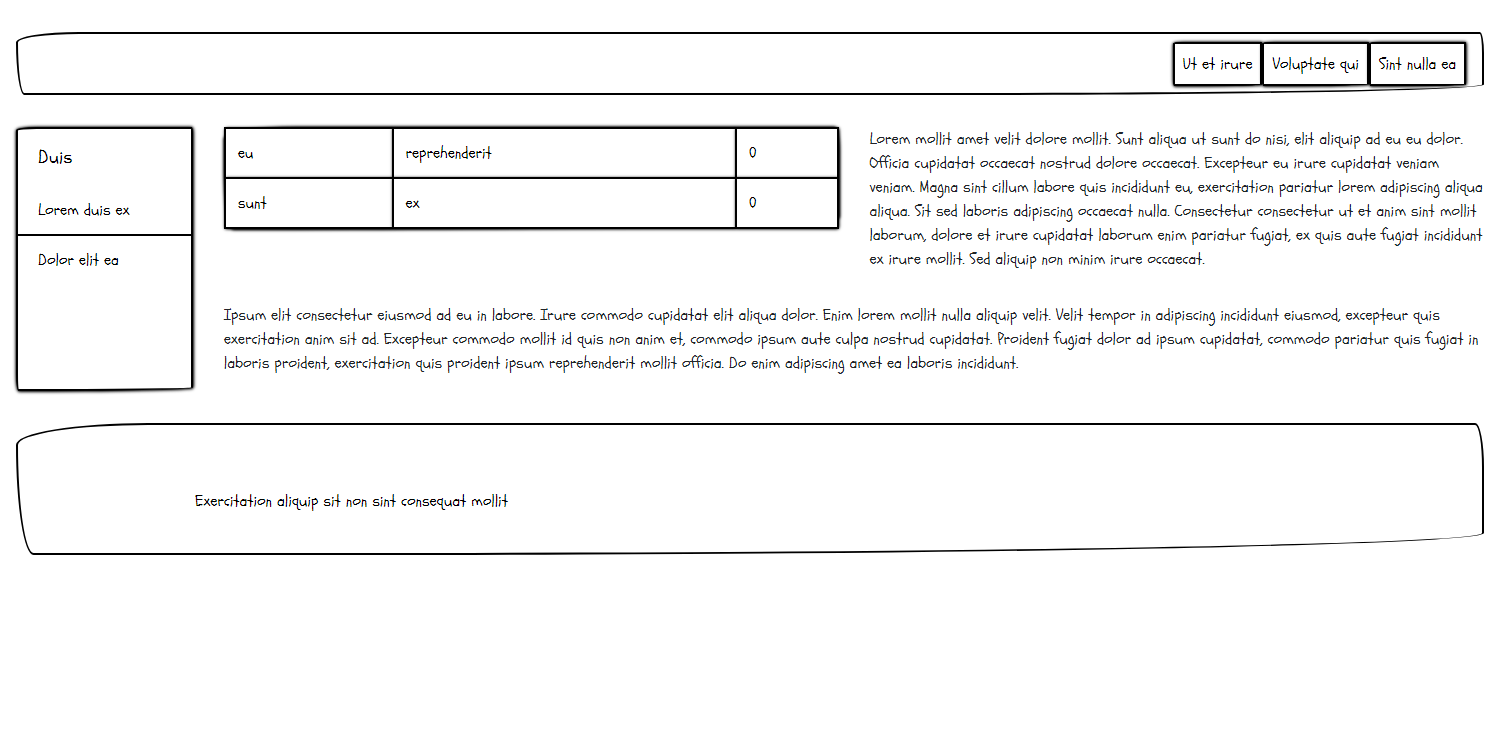 Ut et irure Voluptate qui Sint nulla ea
Duis
Lorem duis ex
Dolor elit ea
eu reprehenderit 0
sunt ex 0
Lorem mollit amet velit dolore mollit. Sunt aliqua ut sunt do nisi, elit aliquip ad eu eu dolor.
Officia cupidatat occaecat nostrud dolore occaecat. Excepteur eu irure cupidatat veniam
veniam. Magna sint cillum labore quis incididunt eu, exercitation pariatur lorem adipiscing aliqua
aliqua. Sit sed laboris adipiscing occaecat nulla. Consectetur consectetur ut et anim sint mollit
laborum, dolore et irure cupidatat laborum enim pariatur fugiat, ex quis aute fugiat incididunt
ex irure mollit. Sed aliquip non minim irure occaecat.
Ipsum elit consectetur eiusmod ad eu in labore. Irure commodo cupidatat elit aliqua dolor. Enim lorem mollit nulla aliquip velit. Velit tempor in adipiscing incididunt eiusmod, excepteur quis
exercitation anim sit ad. Excepteur commodo mollit id quis non anim et, commodo ipsum aute culpa nostrud cupidatat. Proident fugiat dolor ad ipsum cupidatat, commodo pariatur quis fugiat in
laboris proident, exercitation quis proident ipsum reprehenderit mollit officia. Do enim adipiscing amet ea laboris incididunt.
Exercitation aliquip sit non sint consequat mollit